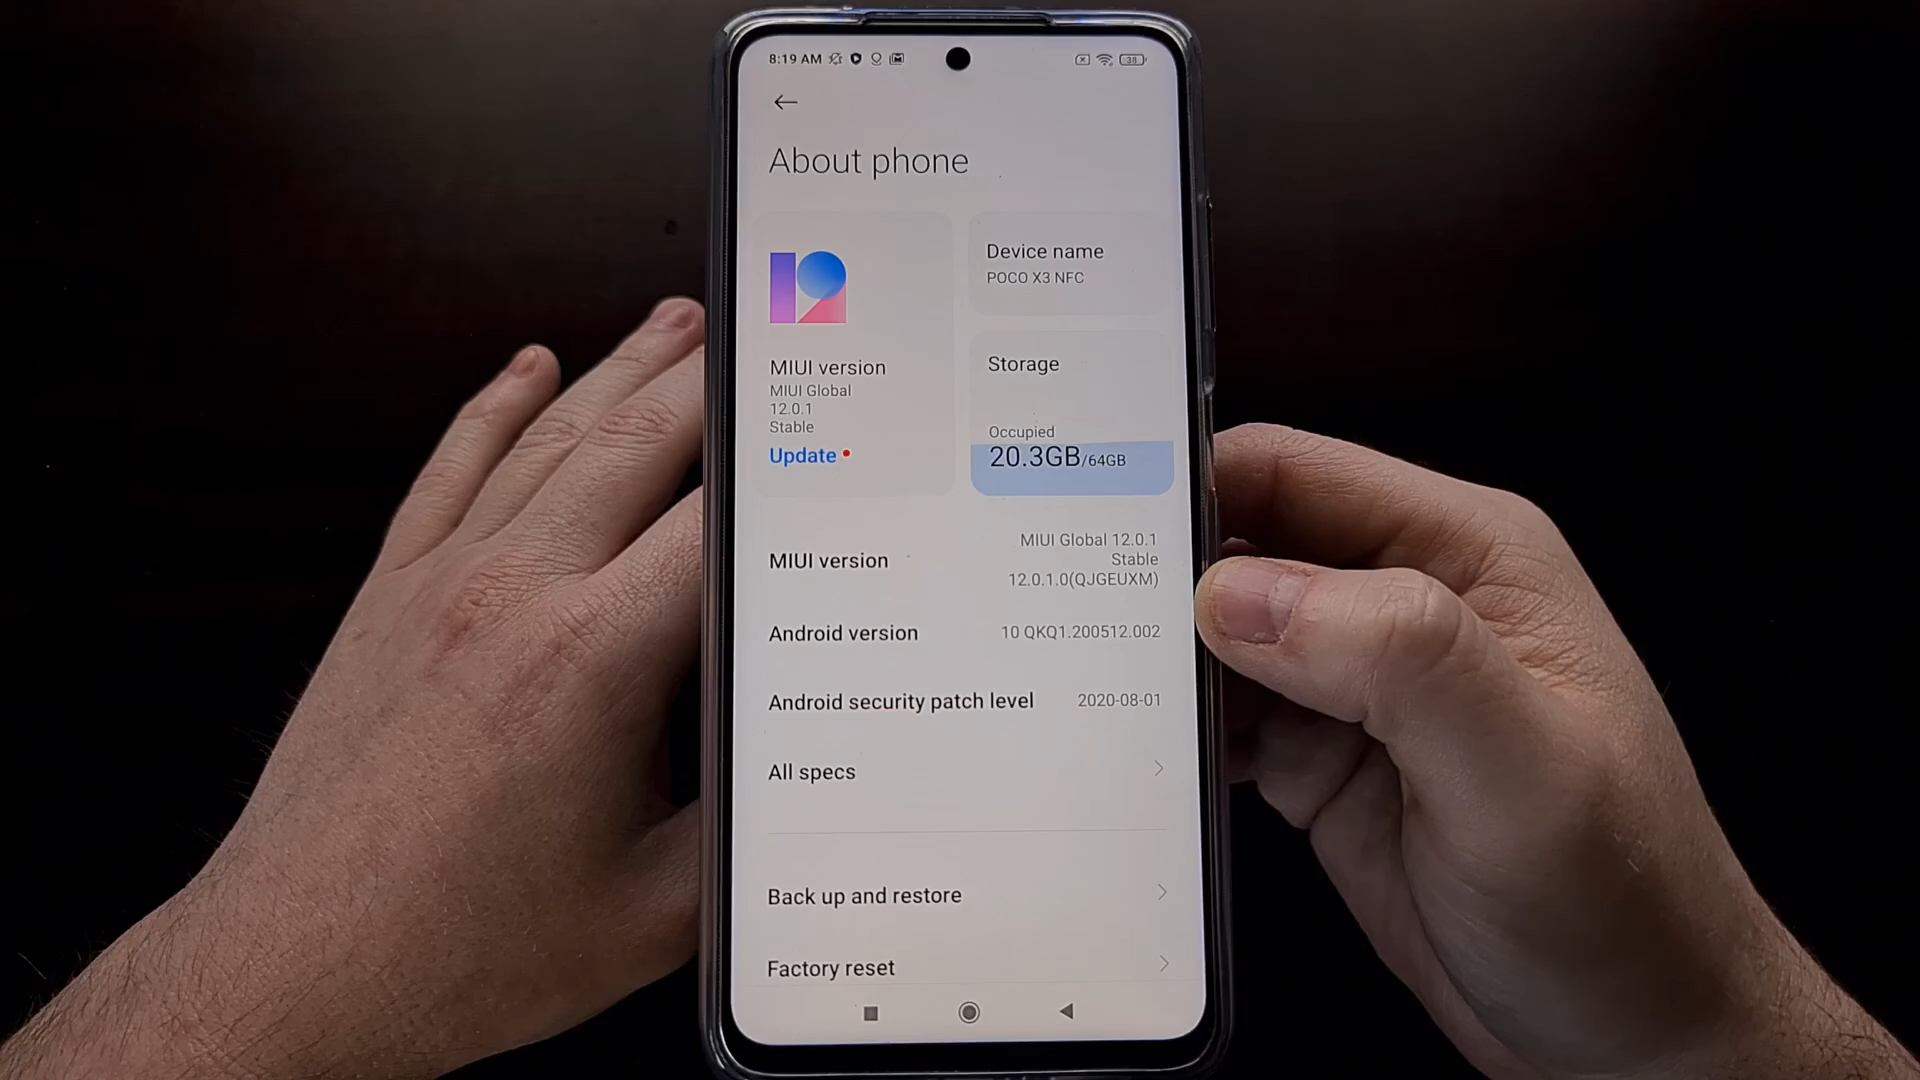 8:19 AM
38
About phone
Device name
POCO X3 NFC
MIUI version
MIUI Global
12.0.1
Stable
Update
Storage
Occupied
20.3GB/64GB
MIUI version
MIUI Global 12.0.1
Stable
12.0.1.0(QJGEUXM)
Android version
10 QKQ1.200512.002
Android security patch level
2020-08-01
All specs
Back up and restore
Factory reset